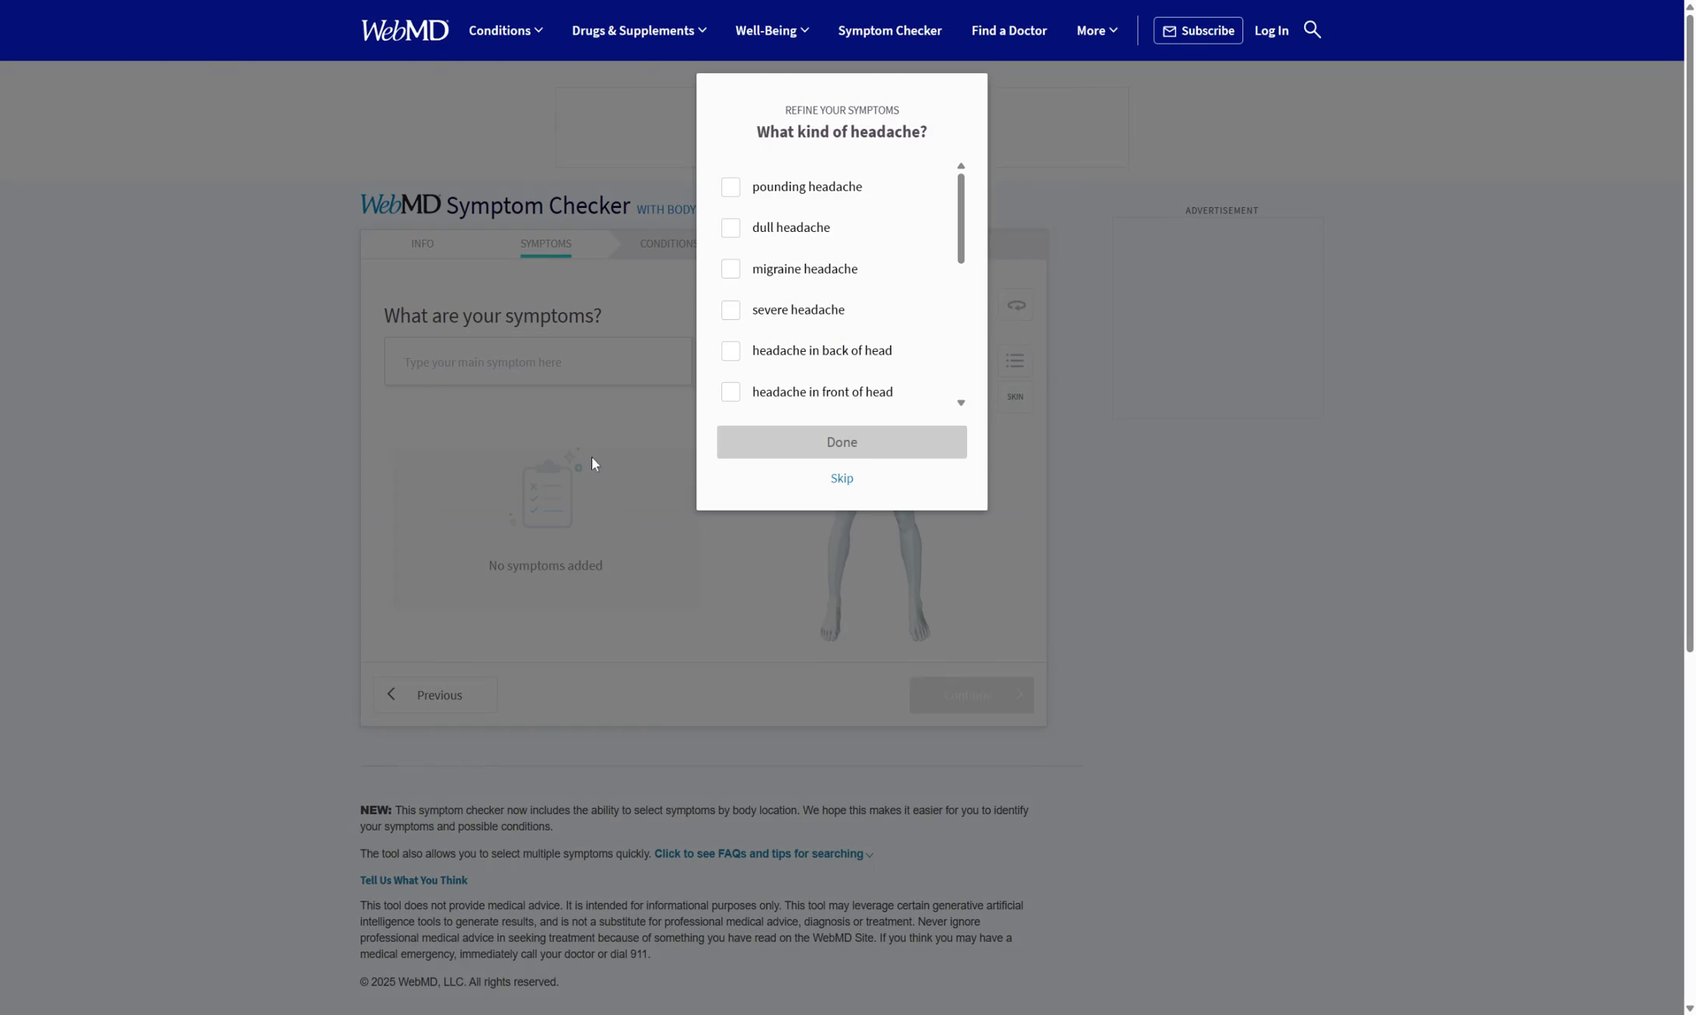 WebMD Conditions Drugs & Supplements Well-Being Symptom Checker Find a Doctor More Subscribe Log In
REFINE YOUR SYMPTOMS
What kind of headache?
pounding headache
dull headache
migraine headache
severe headache
headache in back of head
headache in front of head
Done
Skip
WebMD Symptom Checker WITH BODY
ADVERTISEMENT
INFO SYMPTOMS CONDITIONS
What are your symptoms?
Type your main symptom here
SKIN
No symptoms added
Previous
NEW: This symptom checker now includes the ability to select symptoms by body location. We hope this makes it easier for you to identify
your symptoms and possible conditions.
The tool also allows you to select multiple symptoms quickly. Click to see FAQs and tips for searching
Tell Us What You Think
This tool does not provide medical advice. It is intended for informational purposes only. This tool may leverage certain generative artificial
intelligence tools to generate results, and is not a substitute for professional medical advice, diagnosis or treatment. Never ignore
professional medical advice in seeking treatment because of something you have read on the WebMD Site. If you think you may have a
medical emergency, immediately call your doctor or dial 911.
© 2025 WebMD, LLC. All rights reserved.